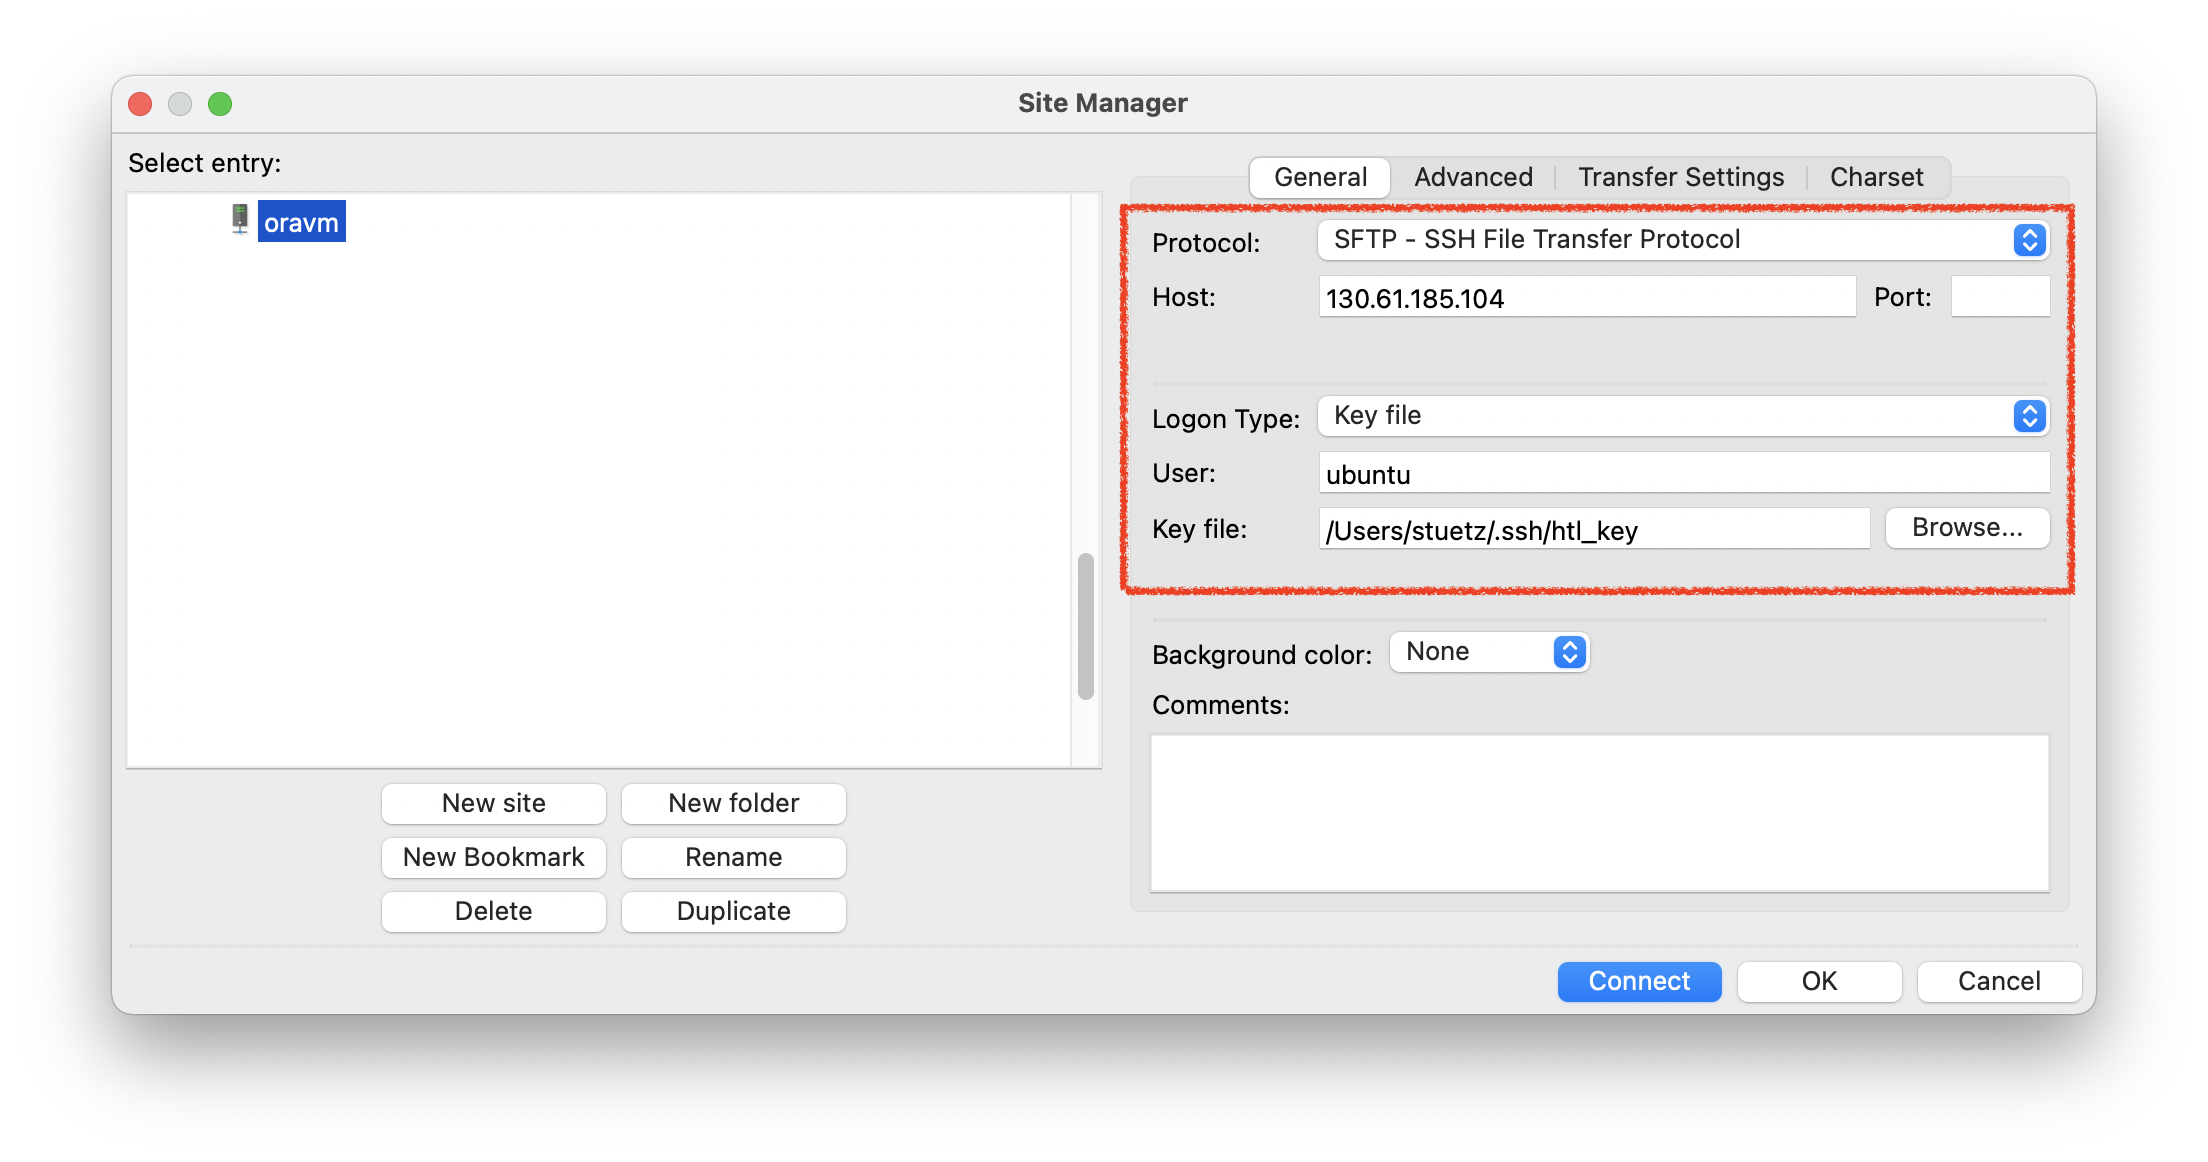 Site Manager
Select entry:
oravm
New site
New folder
New Bookmark
Rename
Delete
Duplicate
General
Advanced
Transfer Settings
Charset
Protocol: SFTP - SSH File Transfer Protocol
Host: 130.61.185.104 Port:
Logon Type: Key file
User: ubuntu
Key file: /Users/stuetz/.ssh/htl_key Browse...
Background color: None
Comments:
Connect
OK
Cancel